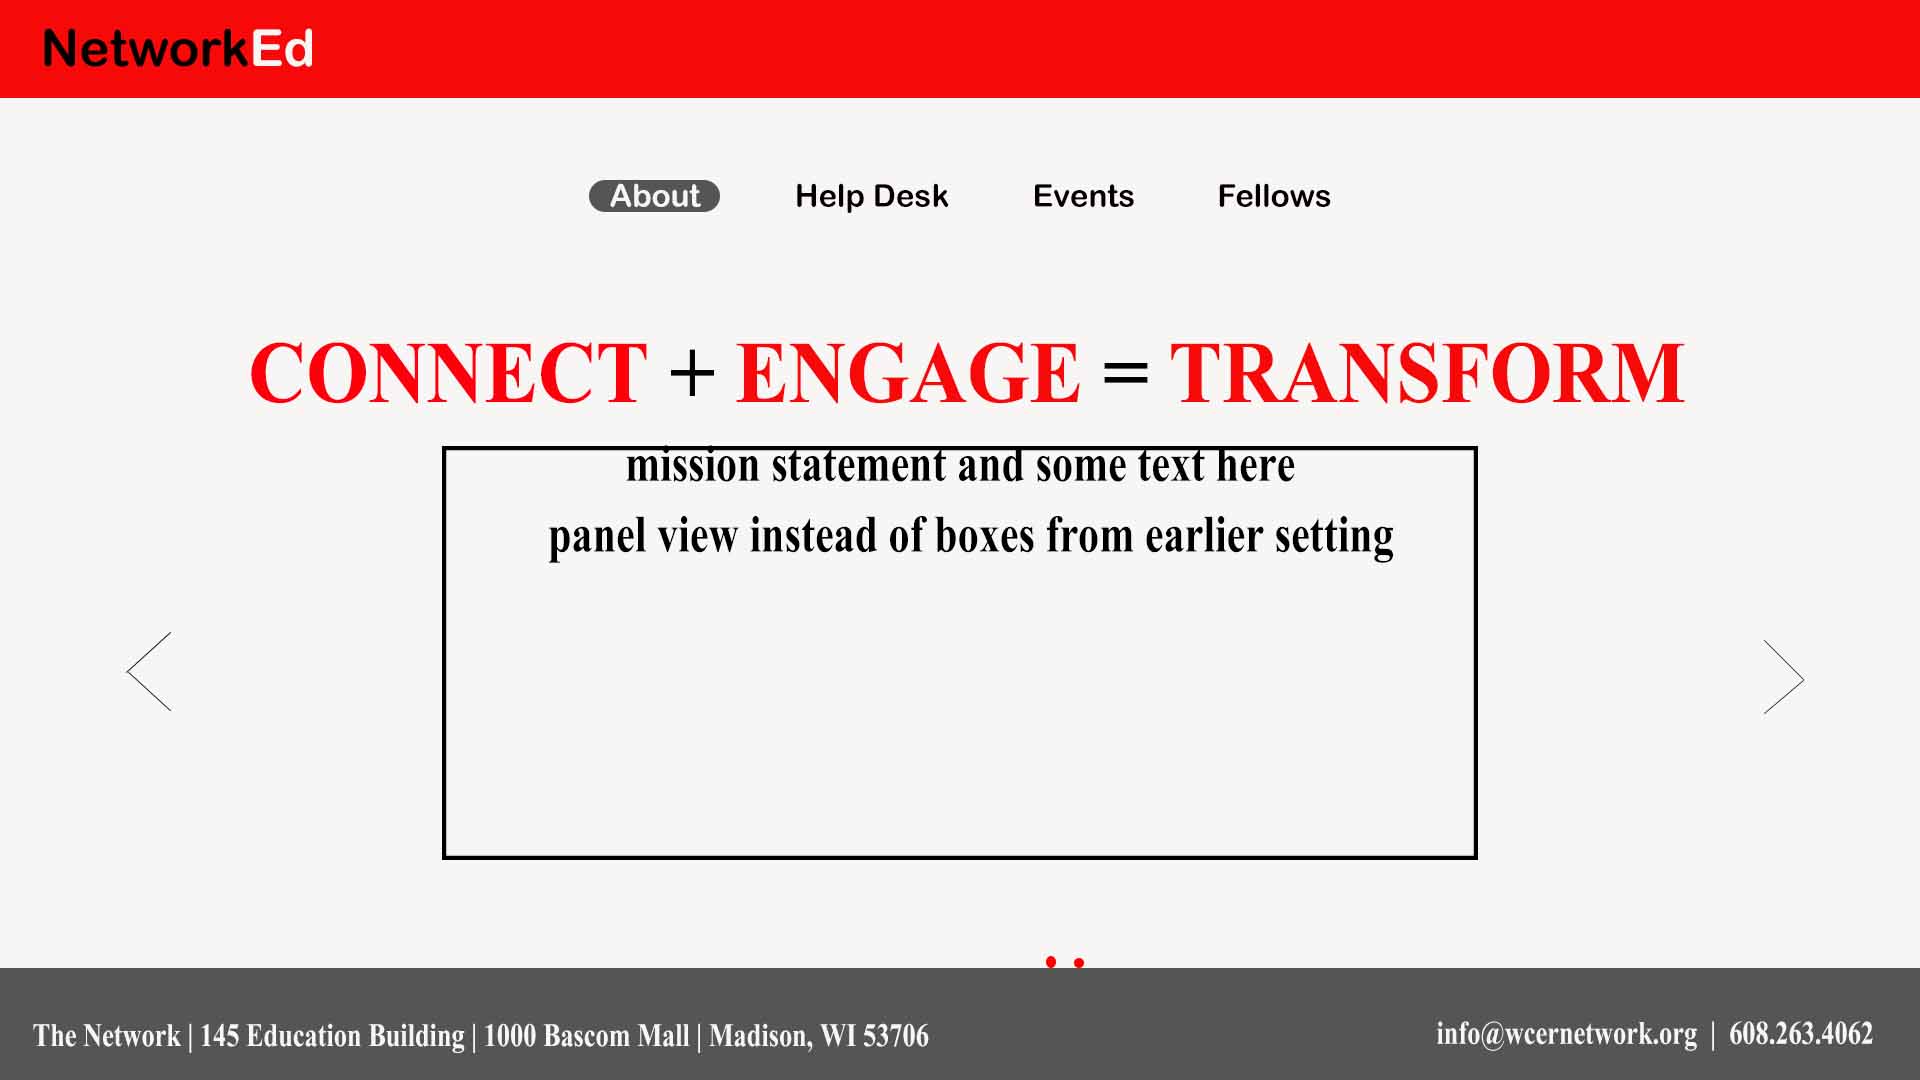 NetworkEd
About Help Desk Events Fellows
CONNECT + ENGAGE = TRANSFORM
mission statement and some text here
panel view instead of boxes from earlier setting
The Network | 145 Education Building | 1000 Bascom Mall | Madison, WI 53706
info@wcernetwork.org | 608.263.4062